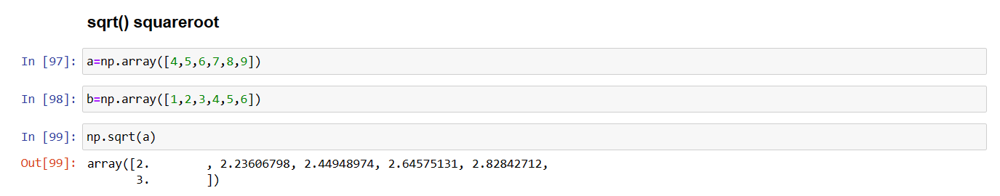 sqrt() squareroot
In [97]: a=np.array([4,5,6,7,8,9])
In [98]: b=np.array([1,2,3,4,5,6])
In [99]: np.sqrt(a)
Out[99]: array([2.        , 2.23606798, 2.44948974, 2.64575131, 2.82842712,
       3.        ])